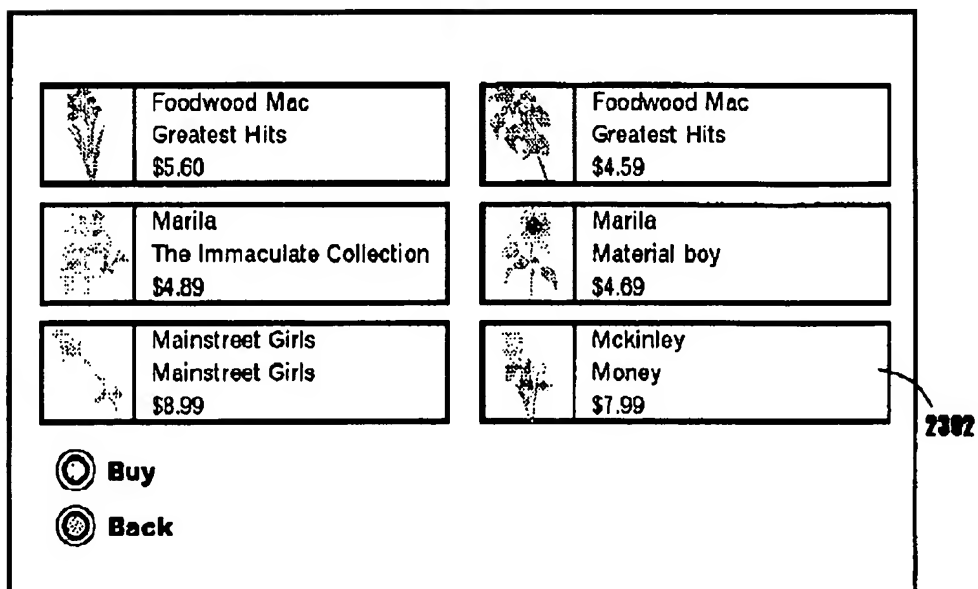 Foodwood Mac
Greatest Hits
$5.60
Foodwood Mac
Greatest Hits
$4.59
Marila
The Immaculate Collection
$4.89
Marila
Material boy
$4.69
Mainstreet Girls
Mainstreet Girls
$8.99
Mckinley
Money
$7.99
2302
Buy
Back